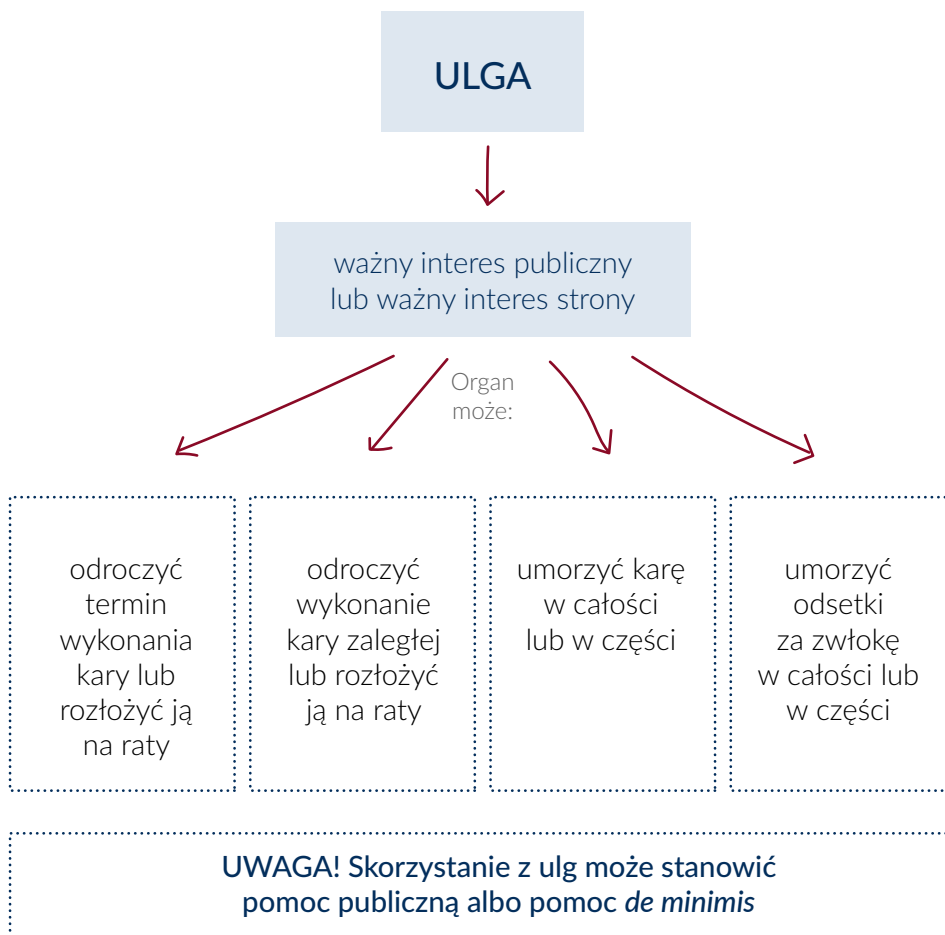 ULGA
ważny interes publiczny
lub ważny interes strony
Organ
może:
odroczyć
termin
wykonania
kary lub
rozłożyć ją
na raty
odroczyć
wykonanie
kary zaległej
lub rozłożyć
ją na raty
umorzyć karę
w całości
lub w części
umorzyć
odsetki
za zwłokę
w całości lub
w części
UWAGA! Skorzystanie z ulg może stanowić
pomoc publiczną albo pomoc de minimis